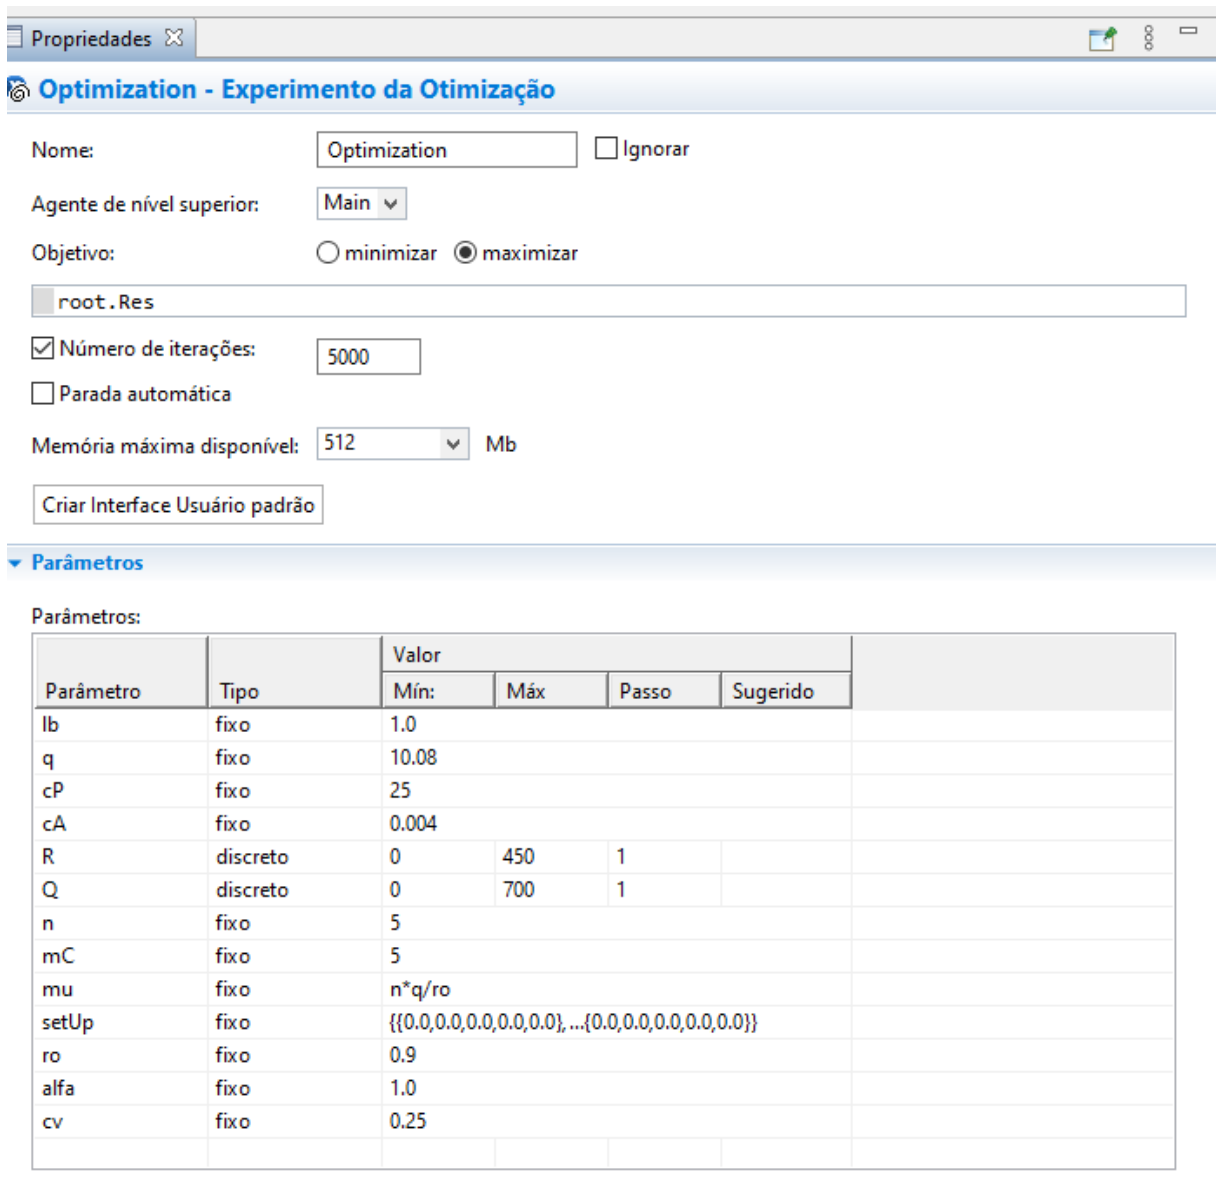 Propriedades
Optimization - Experimento da Otimização
Nome: Optimization Ignorar
Agente de nível superior: Main
Objetivo: minimizar maximizar
root.Res
Número de iterações: 5000
Parada automática
Memória máxima disponível: 512 Mb
Criar Interface Usuário padrão
Parâmetros
Parâmetros:
Valor
Parâmetro Tipo Mín: Máx Passo Sugerido
lb fixo 1.0
q fixo 10.08
cP fixo 25
cA fixo 0.004
R discreto 0 450 1
Q discreto 0 700 1
n fixo 5
mC fixo 5
mu fixo n*q/ro
setUp fixo {{0.0,0.0,0.0,0.0,0.0}, ...{0.0,0.0,0.0,0.0,0.0}}
ro fixo 0.9
alfa fixo 1.0
cv fixo 0.25